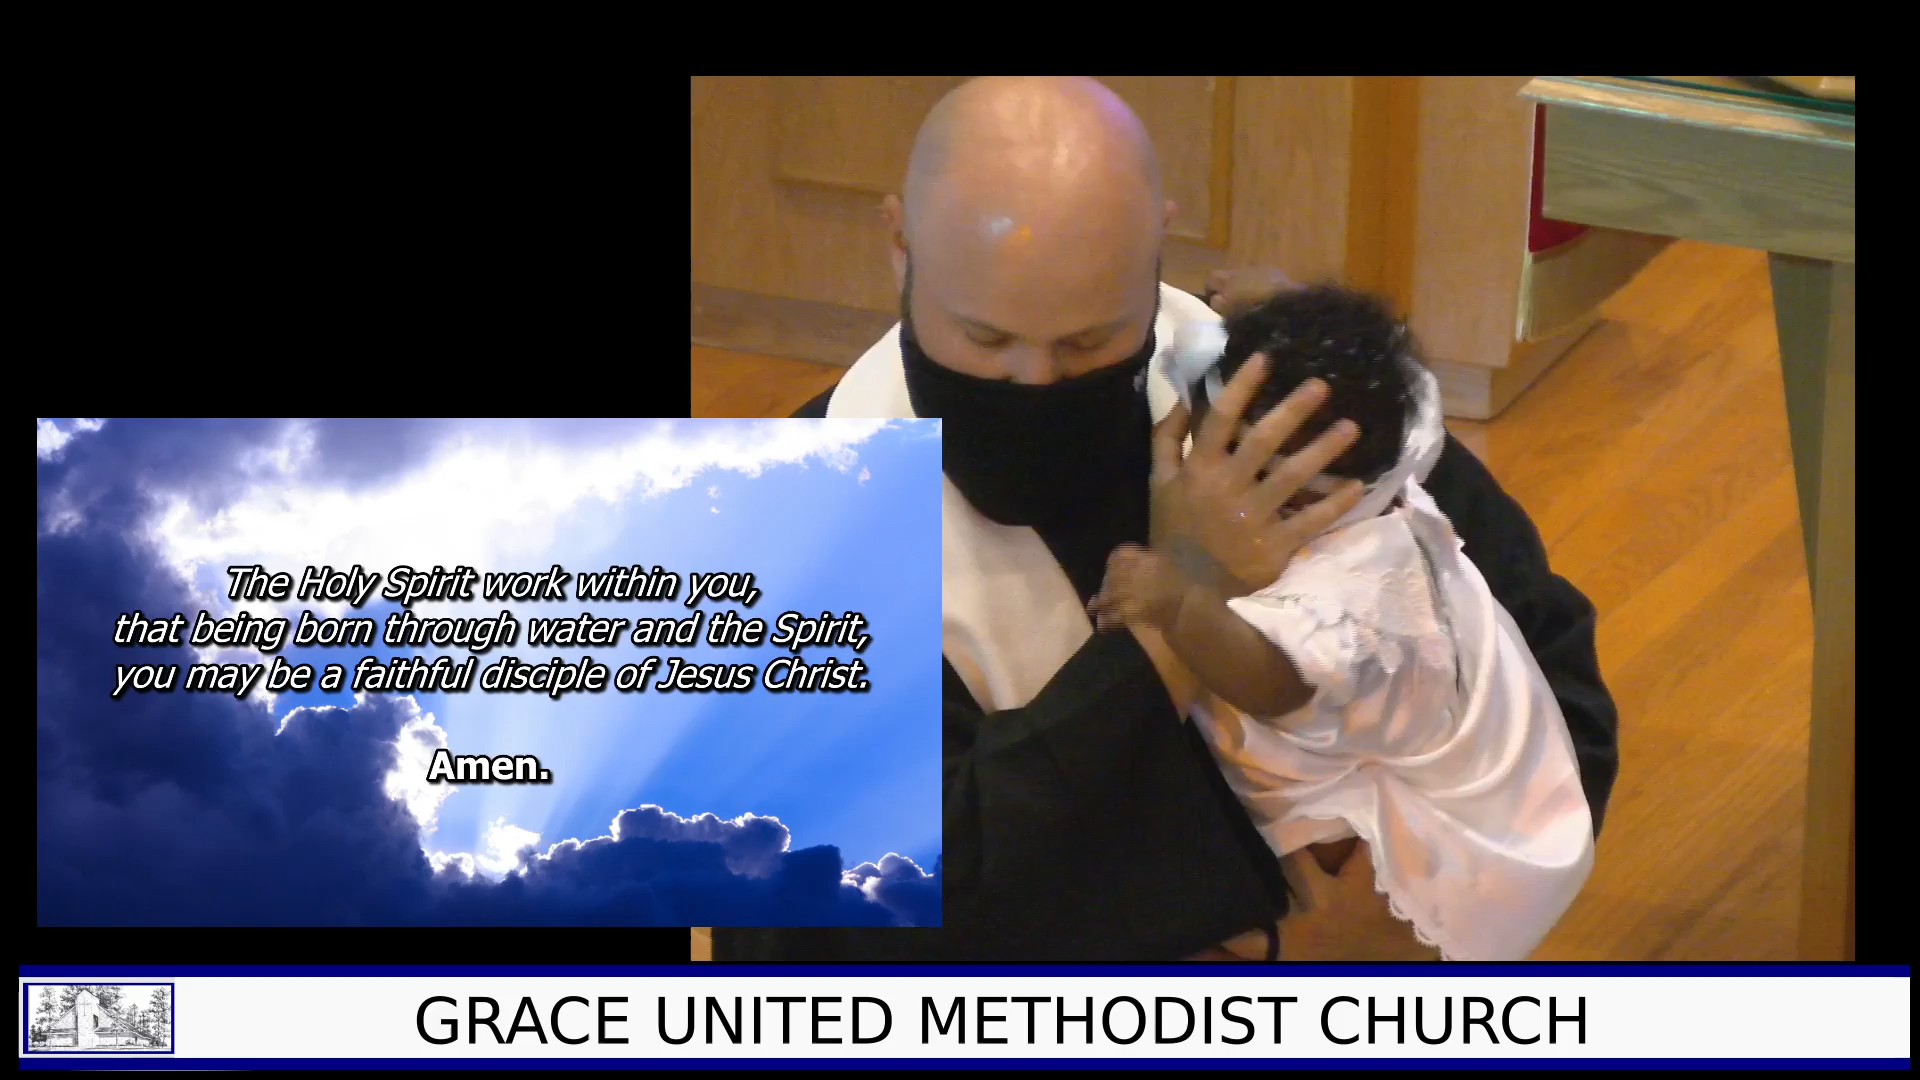 The Holy Spirit work within you,
that being born through water and the Spirit,
you may be a faithful disciple of Jesus Christ.
Amen.
GRACE UNITED METHODIST CHURCH